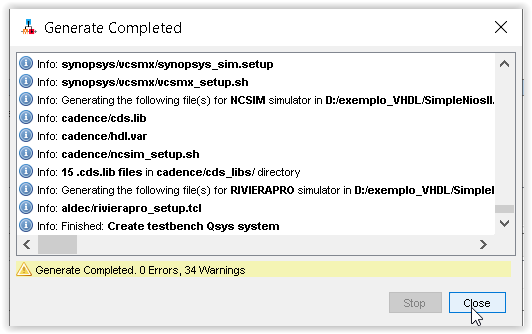 Generate Completed
Info: synopsys/vcsmx/synopsys_sim.setup
Info: synopsys/vcsmx/vcsmx_setup.sh
Info: Generating the following file(s) for NCSIM simulator in D:/exemplo_VHDL/SimpleNiosII.
Info: cadence/cds.lib
Info: cadence/hdl.var
Info: cadence/ncsim_setup.sh
Info: 15 .cds.lib files in cadence/cds_libs/ directory
Info: Generating the following file(s) for RIVIERAPRO simulator in D:/exemplo_VHDL/Simple
Info: aldec/rivierapro_setup.tcl
Info: Finished: Create testbench Qsys system
Generate Completed. 0 Errors, 34 Warnings
Stop Close